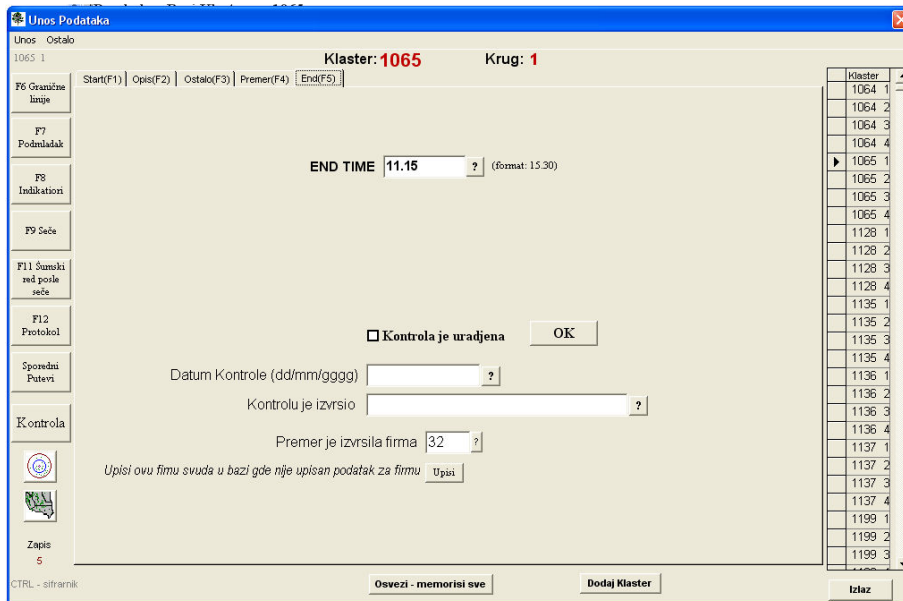 Unos Podataka
Unos Ostalo
1065 1
Klaster: 1065 Krug: 1
Start(F1) Opis(F2) Ostalo(F3) Premer(F4) End(F5)
F6 Granične
linije
F7
Podmladak
F8
Indikatiori
F9 Seče
F11 Šumski
red posle
seče
F12
Protokol
Sporedni
Putevi
Kontrola
Zapis
5
CTRL - sifrarnik
END TIME 11.15 ? (format: 15.30)
Kontrola je uradjena OK
Datum Kontrole (dd/mm/gggg) ?
Kontrolu je izvrsio ?
Premer je izvrsila firma 32 ?
Upisi ovu fimu svuda u bazi gde nije upisan podatak za firmu Upisi
Osvezi - memorisi sve Dodaj Klaster
Klaster
1064 1
1064 2
1064 3
1064 4
1065 1
1065 2
1065 3
1065 4
1128 1
1128 2
1128 3
1128 4
1135 1
1135 2
1135 3
1135 4
1136 1
1136 2
1136 3
1136 4
1137 1
1137 2
1137 3
1137 4
1199 1
1199 2
1199 3
Izlaz